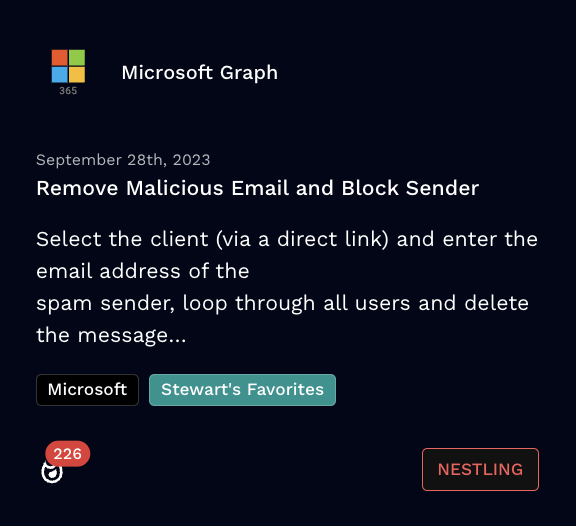 365
Microsoft Graph
September 28th, 2023
Remove Malicious Email and Block Sender
Select the client (via a direct link) and enter the
email address of the
spam sender, loop through all users and delete
the message...
Microsoft
Stewart's Favorites
226
NESTLING